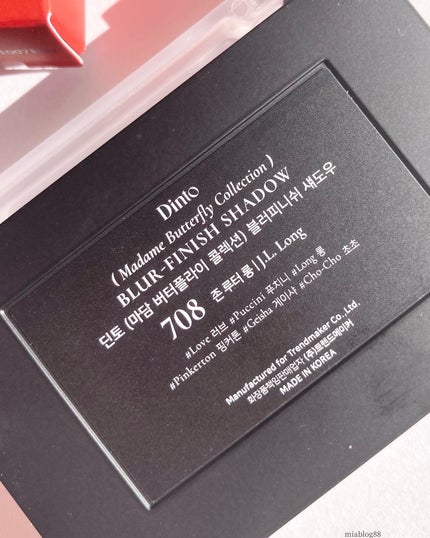 Dinto
( Madame Butterfly Collection )
BLUR-FINISH SHADOW
딘토 (마담 버터플라이 콜렉션) 블러피니쉬 섀도우
708 존 루터 롱 | J.L. Long
#Love 러브 #Puccini 푸치니 #Long 롱
#Pinkerton 핑커톤 #Geisha 게이샤 #Cho-Cho 초초
Manufactured for Trendmaker Co., Ltd.
화장품책임판매업자 (주)트렌드메이커
MADE IN KOREA
miablog88